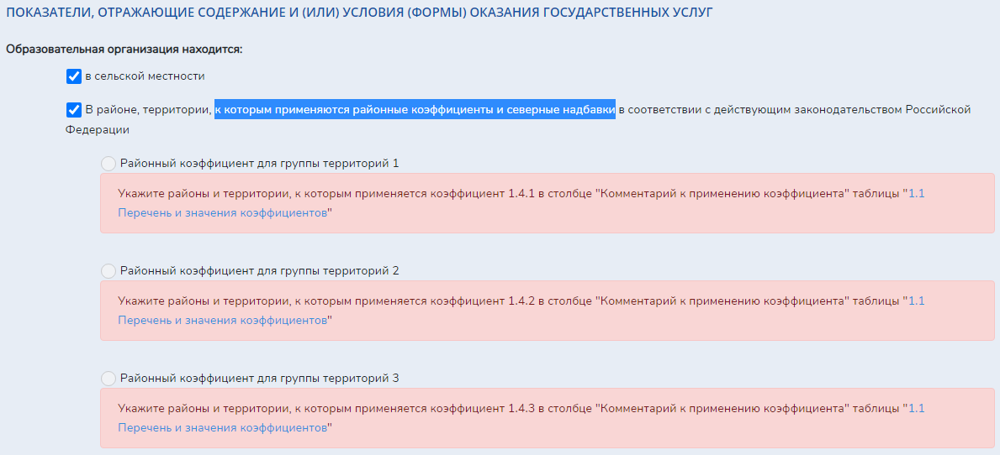 ПОКАЗАТЕЛИ, ОТРАЖАЮЩИЕ СОДЕРЖАНИЕ И (ИЛИ) УСЛОВИЯ (ФОРМЫ) ОКАЗАНИЯ ГОСУДАРСТВЕННЫХ УСЛУГ
Образовательная организация находится:
в сельской местности
В районе, территории, к которым применяются районные коэффициенты и северные надбавки в соответствии с действующим законодательством Российской
Федерации
Районный коэффициент для группы территорий 1
Укажите районы и территории, к которым применяется коэффициент 1.4.1 в столбце "Комментарий к применению коэффициента" таблицы "1.1
Перечень и значения коэффициентов"
Районный коэффициент для группы территорий 2
Укажите районы и территории, к которым применяется коэффициент 1.4.2 в столбце "Комментарий к применению коэффициента" таблицы "1.1
Перечень и значения коэффициентов"
Районный коэффициент для группы территорий 3
Укажите районы и территории, к которым применяется коэффициент 1.4.3 в столбце "Комментарий к применению коэффициента" таблицы "1.1
Перечень и значения коэффициентов"